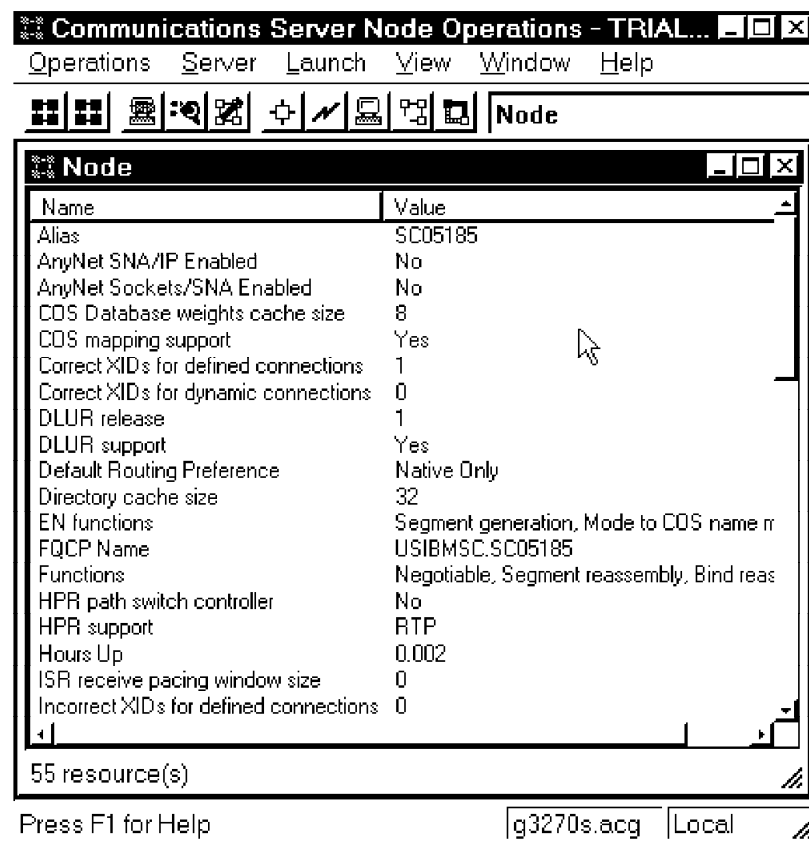 Communications Server Node Operations - TRIAL...
Operations Server Launch View Window Help
Node
Node
Name Value
Alias SC05185
AnyNet SNA/IP Enabled No
AnyNet Sockets/SNA Enabled No
COS Database weights cache size 8
COS mapping support Yes
Correct XIDs for defined connections 1
Correct XIDs for dynamic connections 0
DLUR release 1
DLUR support Yes
Default Routing Preference Native Only
Directory cache size 32
EN functions Segment generation, Mode to COS name m
FQCP Name USIBMSC.SC05185
Functions Negotiable, Segment reassembly, Bind reas
HPR path switch controller No
HPR support RTP
Hours Up 0.002
ISR receive pacing window size 0
Incorrect XIDs for defined connections 0
55 resource(s)
Press F1 for Help g3270s.acg Local